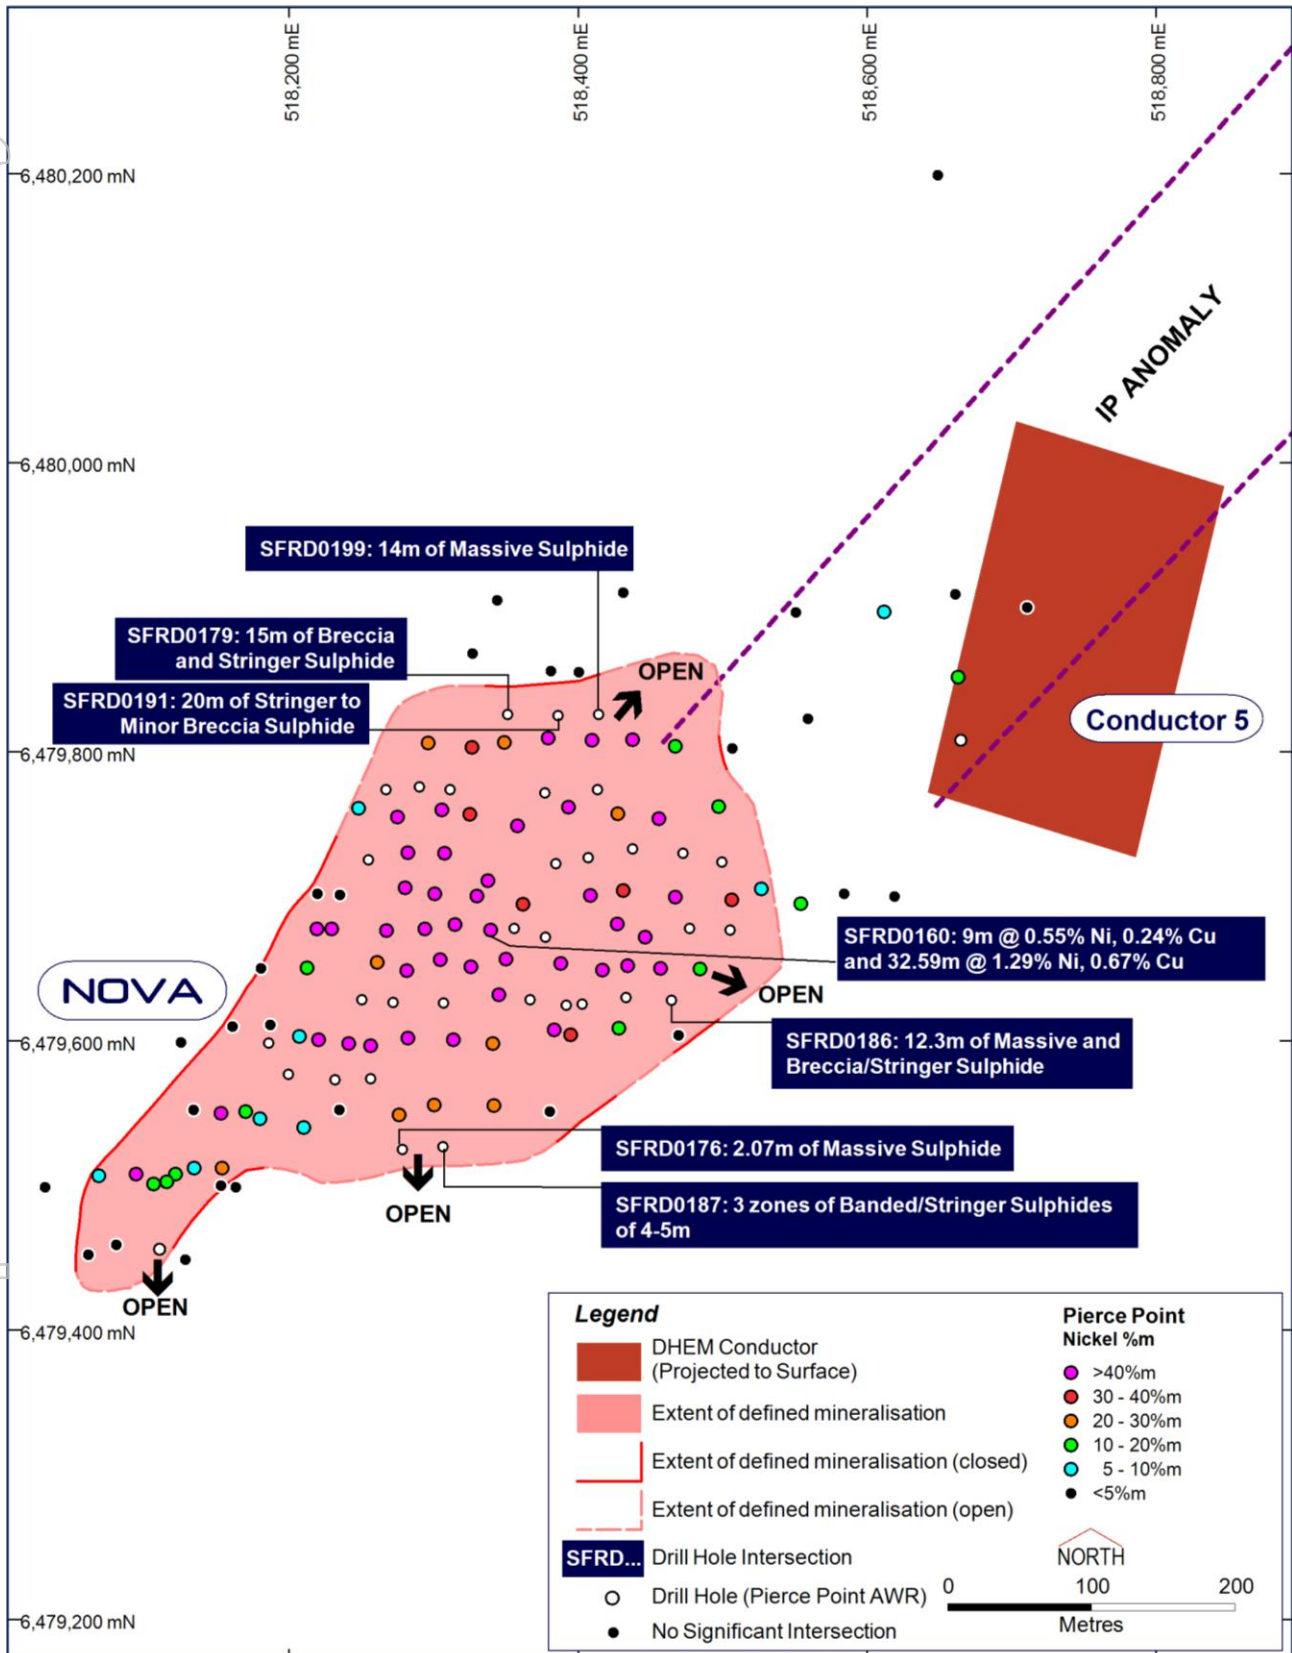 518,200 mE
518,400 mE
518,600 mE
518,800 mE
6,480,200 mN
IP ANOMALY
6,480,000 mN
SFRD0199: 14m of Massive Sulphide
SFRD0179: 15m of Breccia
and Stringer Sulphide
OPEN
SFRD0191: 20m of Stringer to
Minor Breccia Sulphide
Conductor 5
6,479,800 mN
SFRD0160: 9m @ 0.55% Ni, 0.24% Cu
and 32.59m @ 1.29% Ni, 0.67% Cu
NOVA
OPEN
6,479,600 mN
SFRD0186: 12.3m of Massive and
Breccia/Stringer Sulphide
SFRD0176: 2.07m of Massive Sulphide
SFRD0187: 3 zones of Banded/Stringer Sulphides
of 4-5m
OPEN
OPEN
6,479,400 mN
Legend
DHEM Conductor
(Projected to Surface)
Extent of defined mineralisation
Extent of defined mineralisation (closed)
Extent of defined mineralisation (open)
SFRD... Drill Hole Intersection
Drill Hole (Pierce Point AWR)
No Significant Intersection
Pierce Point
Nickel %m
>40%m
30 - 40%m
20 - 30%m
10 - 20%m
5 - 10%m
<5%m
NORTH
0 100 200
Metres
6,479,200 mN